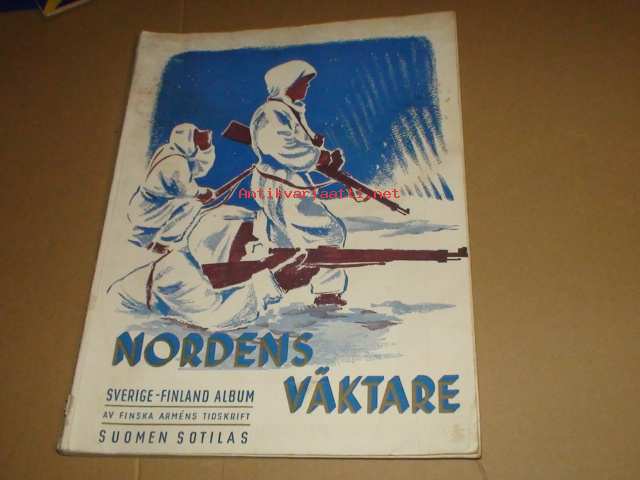 Antikvariaatti.net
NORDENS
VÄKTARE
SVERIGE-FINLAND ALBUM
AV FINSKA ARMÉNS TIDSKRIFT
SUOMEN SOTILAS